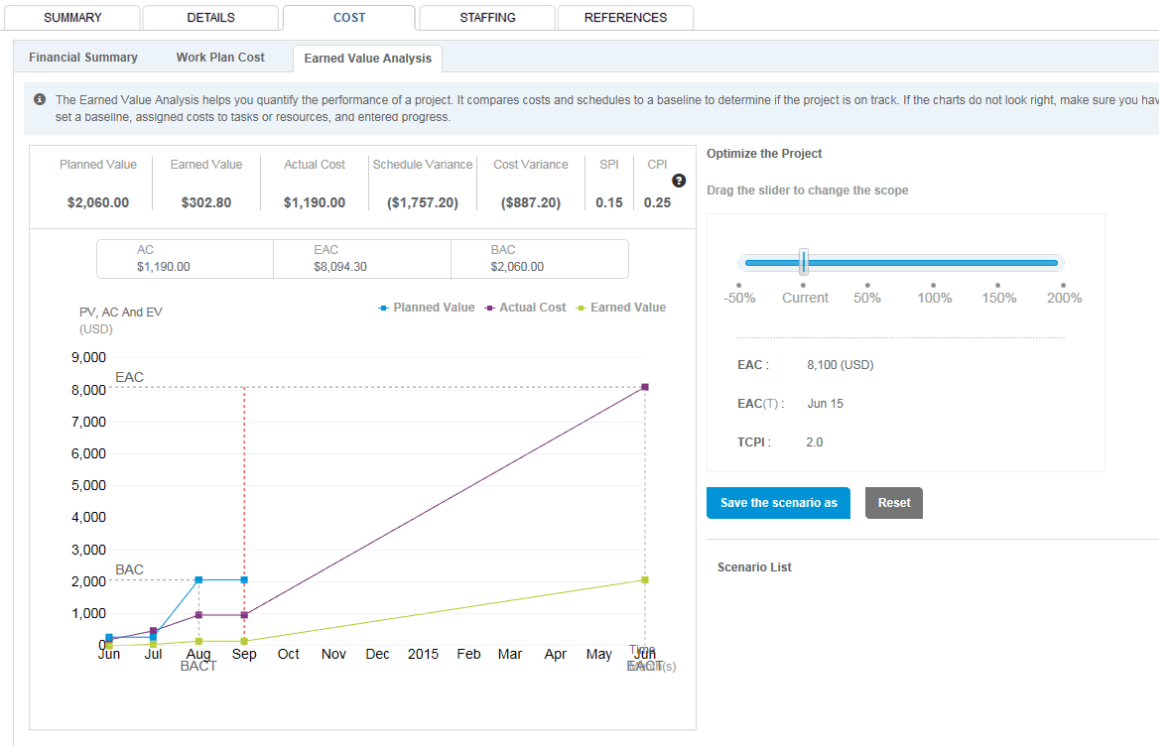 SUMMARY DETAILS COST STAFFING REFERENCES
Financial Summary Work Plan Cost Earned Value Analysis
The Earned Value Analysis helps you quantify the performance of a project. It compares costs and schedules to a baseline to determine if the project is on track. If the charts do not look right, make sure you hav
set a baseline, assigned costs to tasks or resources, and entered progress.
Planned Value Earned Value Actual Cost Schedule Variance Cost Variance SPI CPI
?
$2,060.00 $302.80 $1,190.00 ($1,757.20) ($887.20) 0.15 0.25
AC EAC BAC
$1,190.00 $8,094.30 $2,060.00
Planned Value Actual Cost Earned Value
PV, AC And EV
(USD)
9,000
EAC
8,000
7,000
6,000
5,000
4,000
3,000
BAC
2,000
1,000
0
Jun Jul Aug Sep Oct Nov Dec 2015 Feb Mar Apr May Jun
Time
BACT EACT
Month(s)
Optimize the Project
Drag the slider to change the scope
-50% Current 50% 100% 150% 200%
EAC : 8,100 (USD)
EAC(T) : Jun 15
TCPI : 2.0
Save the scenario as Reset
Scenario List